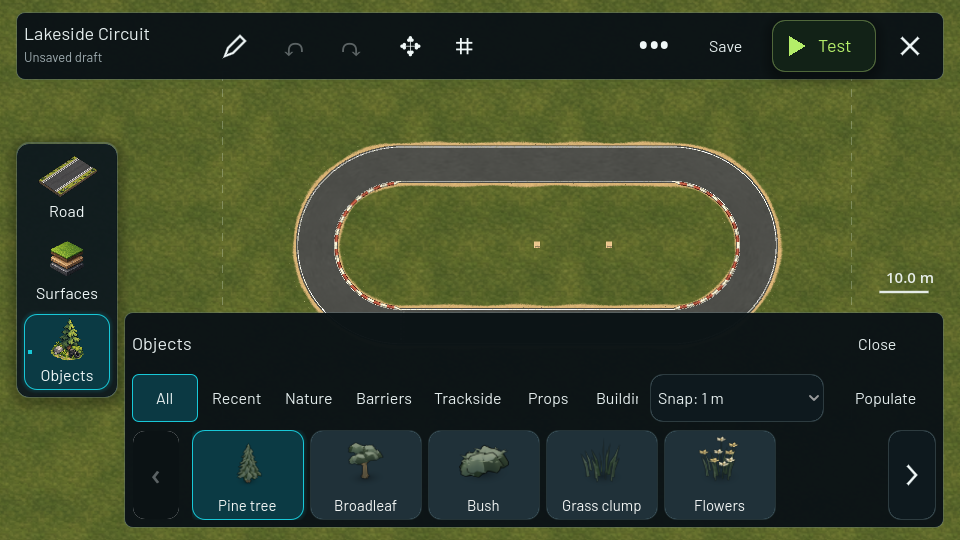 Lakeside Circuit
Unsaved draft
Save
Test
Road
Surfaces
Objects
10.0 m
Objects
Close
All
Recent
Nature
Barriers
Trackside
Props
Buildin
Snap: 1 m
Populate
Pine tree
Broadleaf
Bush
Grass clump
Flowers